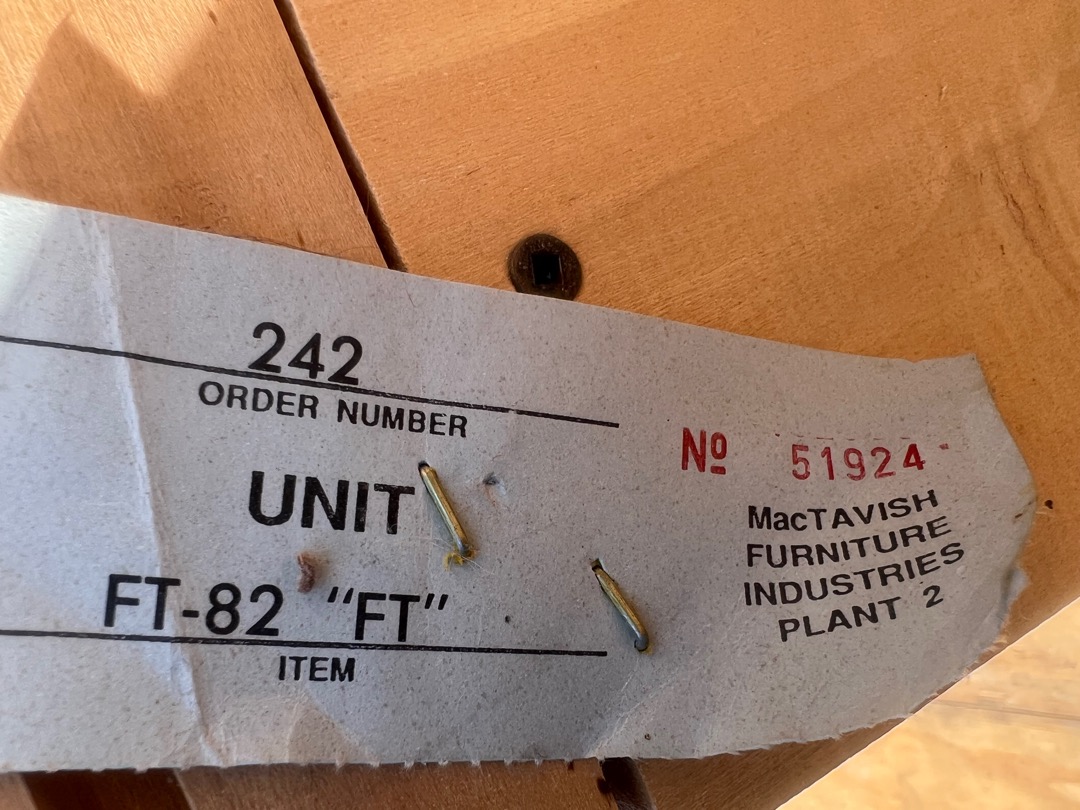 242
ORDER NUMBER
UNIT
FT-82 "FT"
ITEM
Nº 51924
MacTAVISH
FURNITURE
INDUSTRIES
PLANT 2